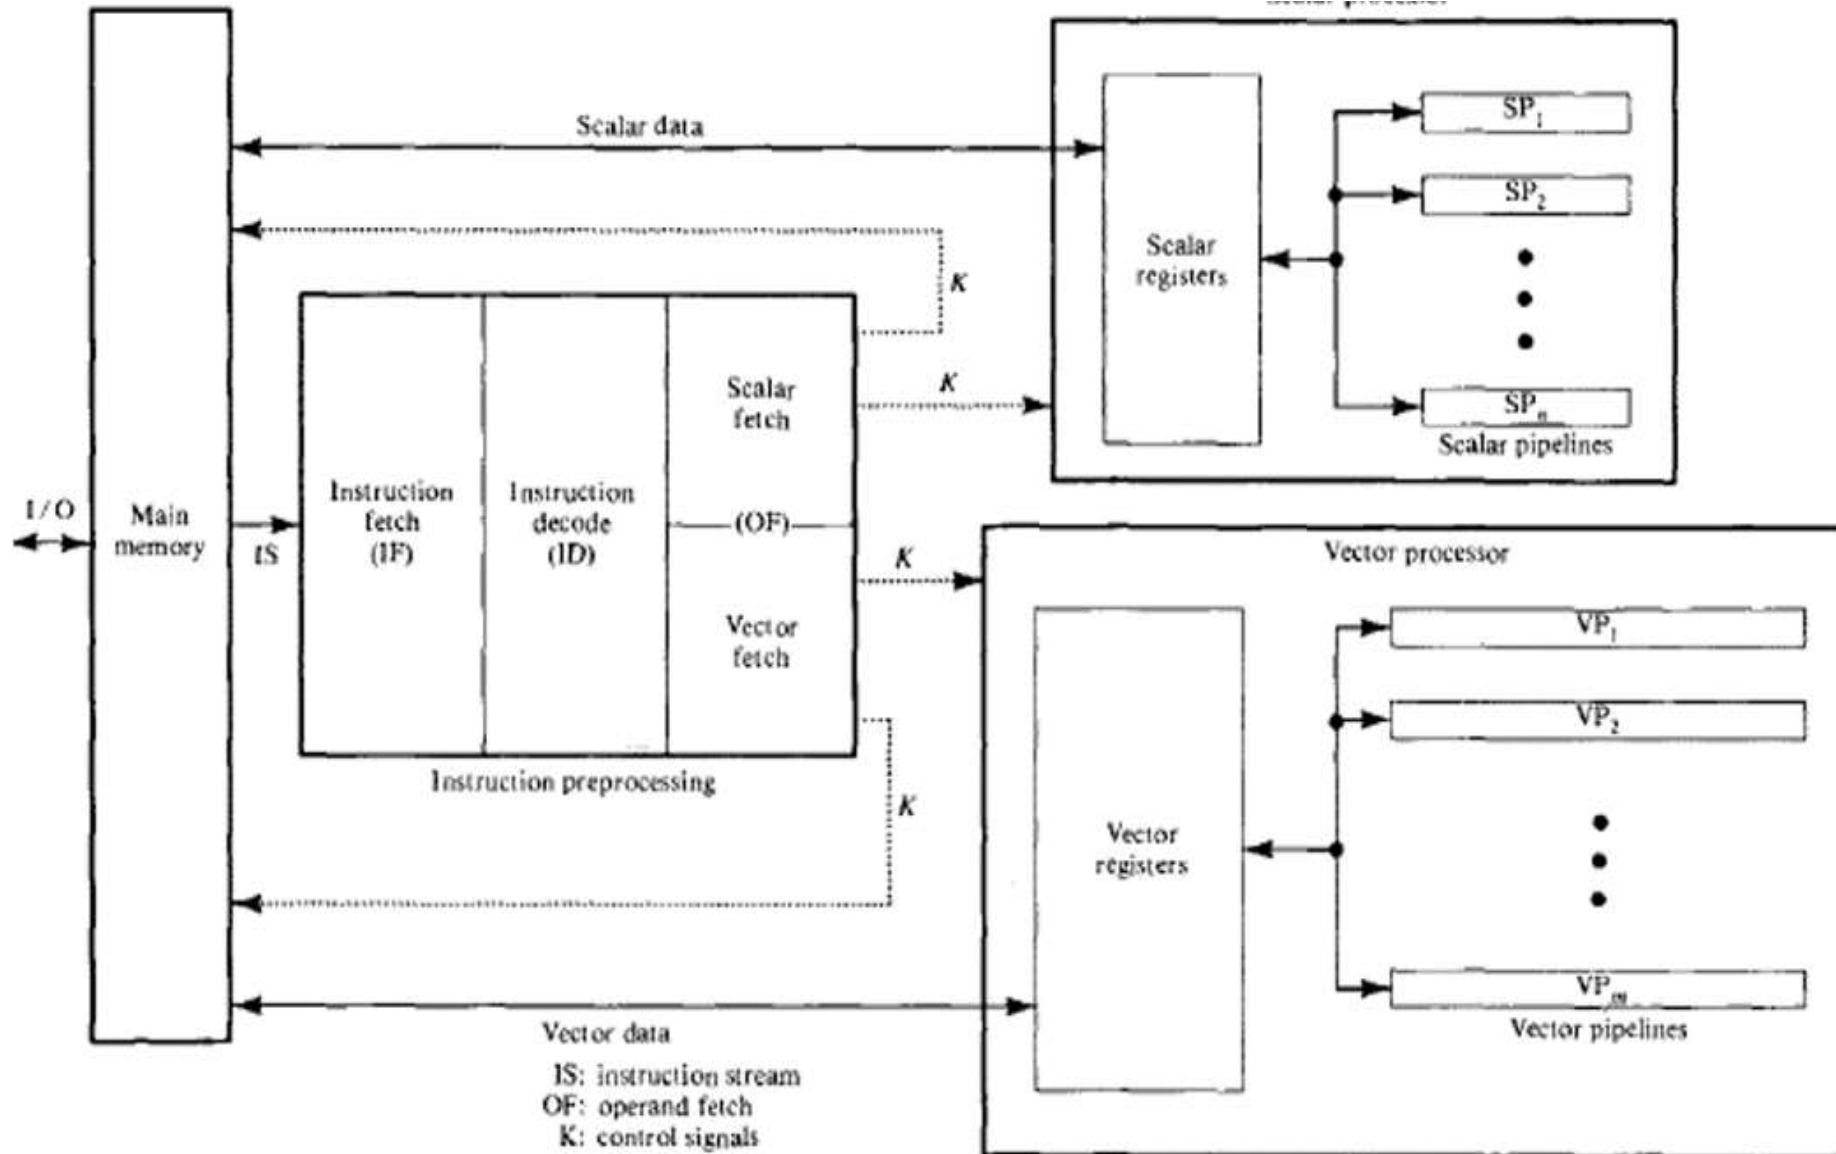 Scalar data
SP1
SP2
Scalar
registers
K
K
SPn
Scalar pipelines
Scalar
fetch
Instruction
fetch
(IF)
Instruction
decode
(ID)
(OF)
Vector
fetch
I/O
Main
memory
IS
K
Vector processor
VP1
VP2
Instruction preprocessing
K
Vector
registers
VPm
Vector pipelines
Vector data
IS: instruction stream
OF: operand fetch
K: control signals